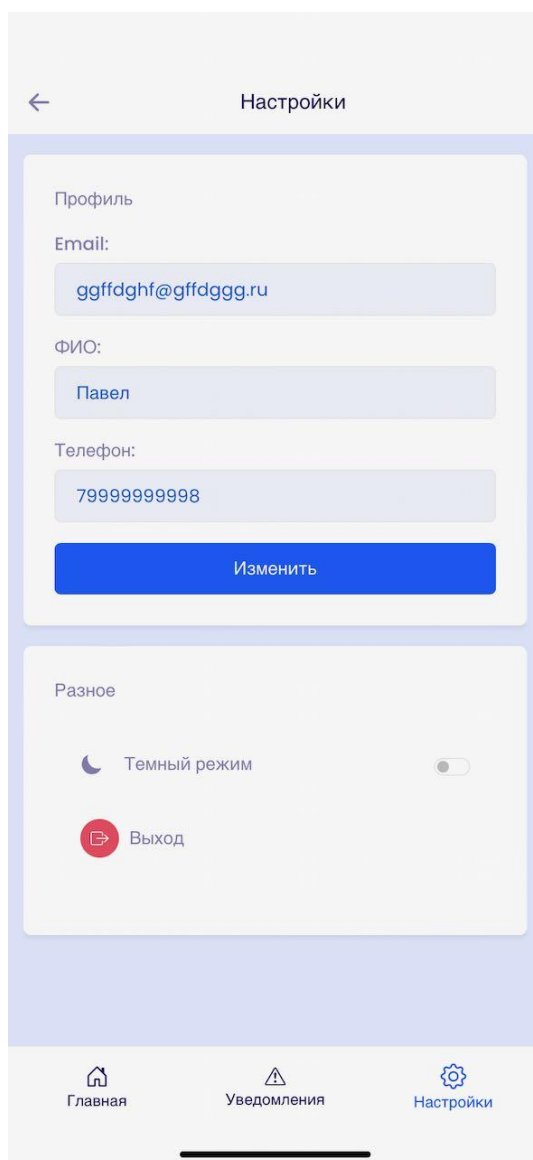 Настройки
Профиль
Email:
ggffdghf@gffdggg.ru
ФИО:
Павел
Телефон:
79999999998
Изменить
Разное
Темный режим
Выход
Главная
Уведомления
Настройки